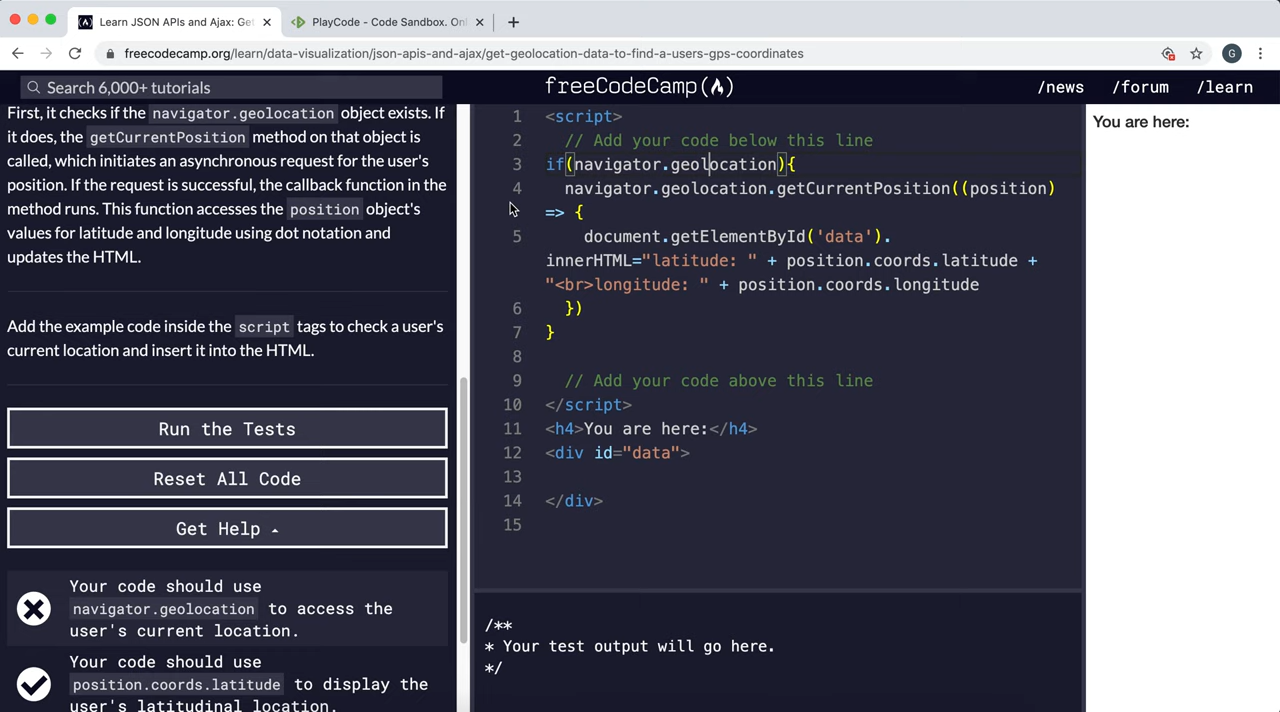 Learn JSON APIs and Ajax: Get
PlayCode - Code Sandbox. Onl
freecodecamp.org/learn/data-visualization/json-apis-and-ajax/get-geolocation-data-to-find-a-users-gps-coordinates
G
Search 6,000+ tutorials
freeCodeCamp
/news
/forum
/learn
First, it checks if the navigator.geolocation object exists. If
it does, the getCurrentPosition method on that object is
called, which initiates an asynchronous request for the user's
position. If the request is successful, the callback function in the
method runs. This function accesses the position object's
values for latitude and longitude using dot notation and
updates the HTML.
Add the example code inside the script tags to check a user's
current location and insert it into the HTML.
Run the Tests
Reset All Code
Get Help
Your code should use
navigator.geolocation to access the
user's current location.
Your code should use
position.coords.latitude to display the
user's latitudinal location.
1 <script>
2 // Add your code below this line
3 if(navigator.geolocation){
4 navigator.geolocation.getCurrentPosition((position)
=> {
5 document.getElementById('data').
innerHTML="latitude: " + position.coords.latitude +
"<br>longitude: " + position.coords.longitude
6 })
7 }
8
9 // Add your code above this line
10 </script>
11 <h4>You are here:</h4>
12 <div id="data">
13
14 </div>
15
/**
* Your test output will go here.
*/
You are here: